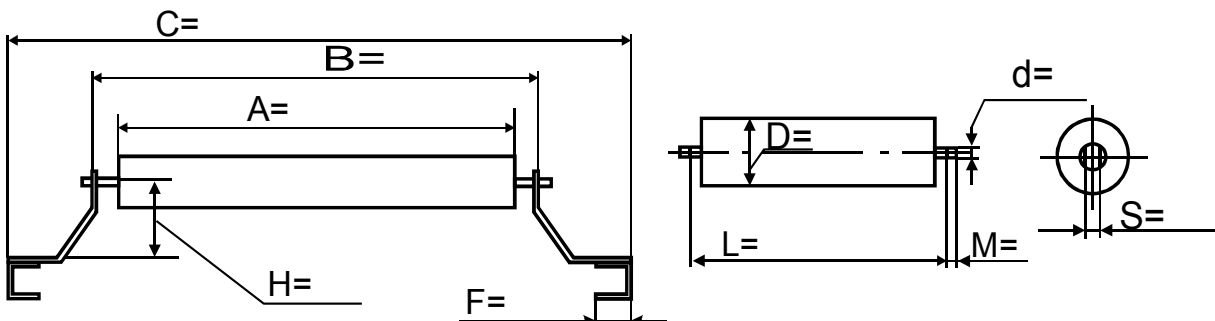 C=
B=
A=
H=
F=
d=
D=
L=
M=
S=